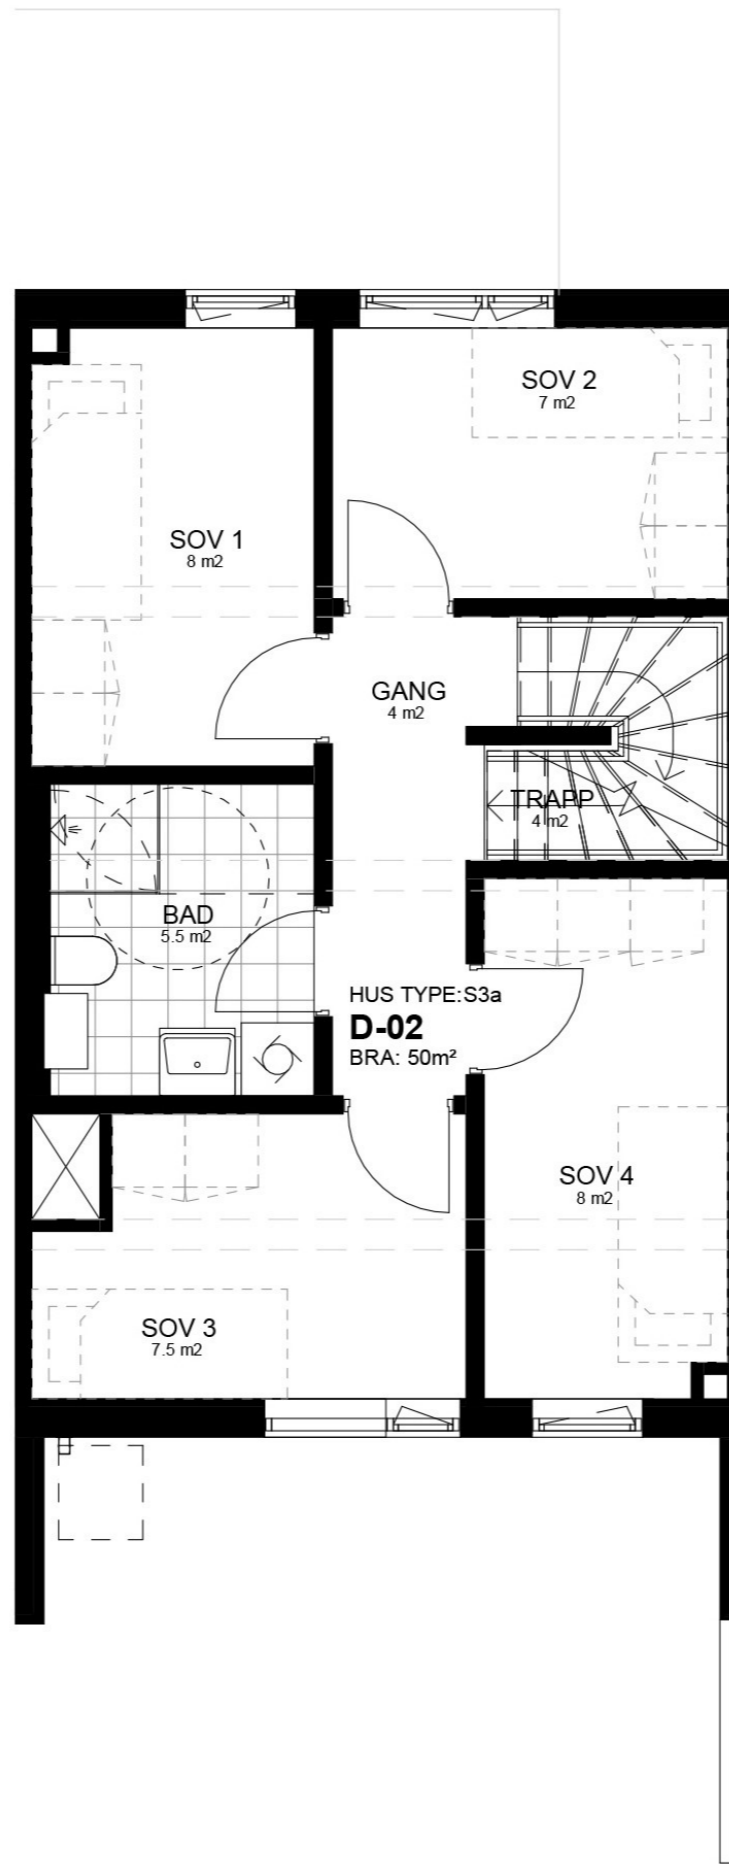 SOV 2
7 m2
SOV 1
8 m2
GANG
4 m2
TRAPP
4 m2
BAD
5.5 m2
HUS TYPE:S3a
D-02
BRA: 50m²
SOV 4
8 m2
SOV 3
7.5 m2